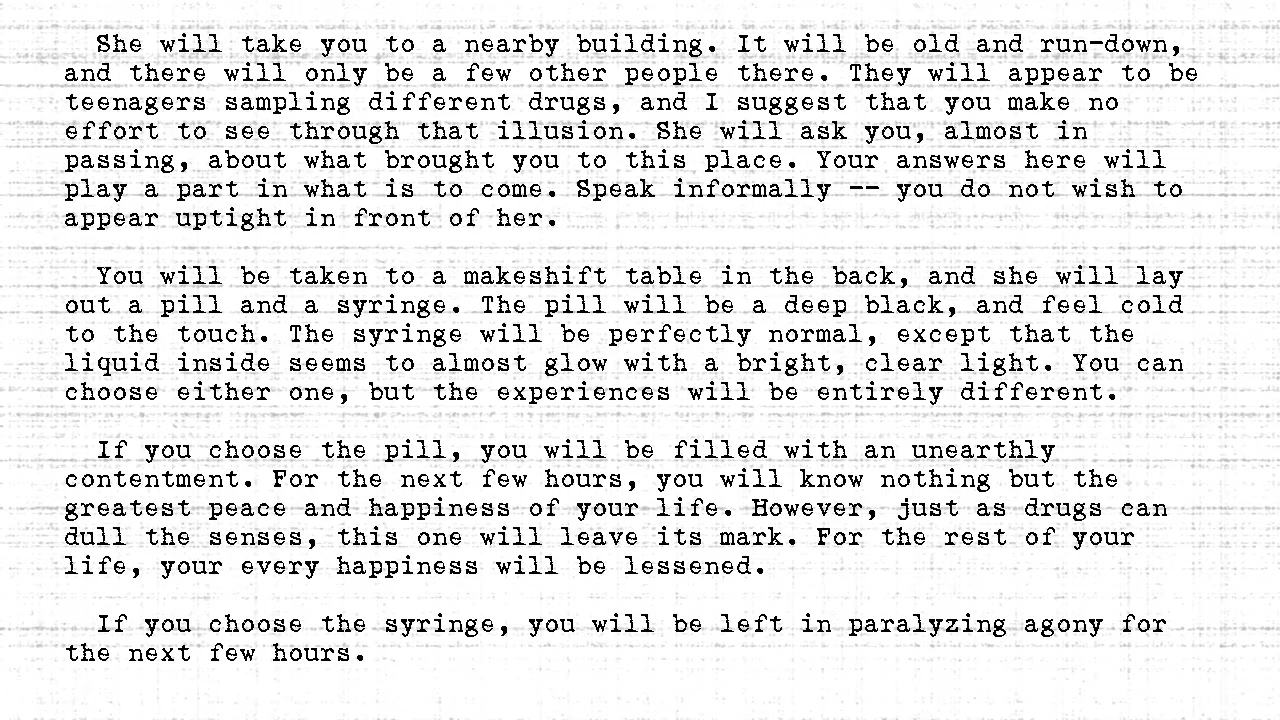 She will take you to a nearby building. It will be old and run-down,
and there will only be a few other people there. They will appear to be
teenagers sampling different drugs, and I suggest that you make no
effort to see through that illusion. She will ask you, almost in
passing, about what brought you to this place. Your answers here will
play a part in what is to come. Speak informally -- you do not wish to
appear uptight in front of her.
You will be taken to a makeshift table in the back, and she will lay
out a pill and a syringe. The pill will be a deep black, and feel cold
to the touch. The syringe will be perfectly normal, except that the
liquid inside seems to almost glow with a bright, clear light. You can
choose either one, but the experiences will be entirely different.
If you choose the pill, you will be filled with an unearthly
contentment. For the next few hours, you will know nothing but the
greatest peace and happiness of your life. However, just as drugs can
dull the senses, this one will leave its mark. For the rest of your
life, your every happiness will be lessened.
If you choose the syringe, you will be left in paralyzing agony for
the next few hours.